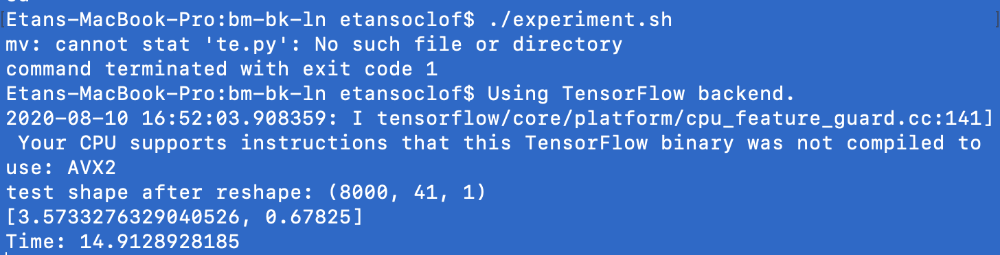 [Etans-MacBook-Pro:bm-bk-ln etansoclof$ ./experiment.sh ]
mv: cannot stat 'te.py': No such file or directory
command terminated with exit code 1
Etans-MacBook-Pro:bm-bk-ln etansoclof$ Using TensorFlow backend.
2020-08-10 16:52:03.908359: I tensorflow/core/platform/cpu_feature_guard.cc:141]
Your CPU supports instructions that this TensorFlow binary was not compiled to
use: AVX2
test shape after reshape: (8000, 41, 1)
[3.5733276329040526, 0.67825]
Time: 14.9128928185